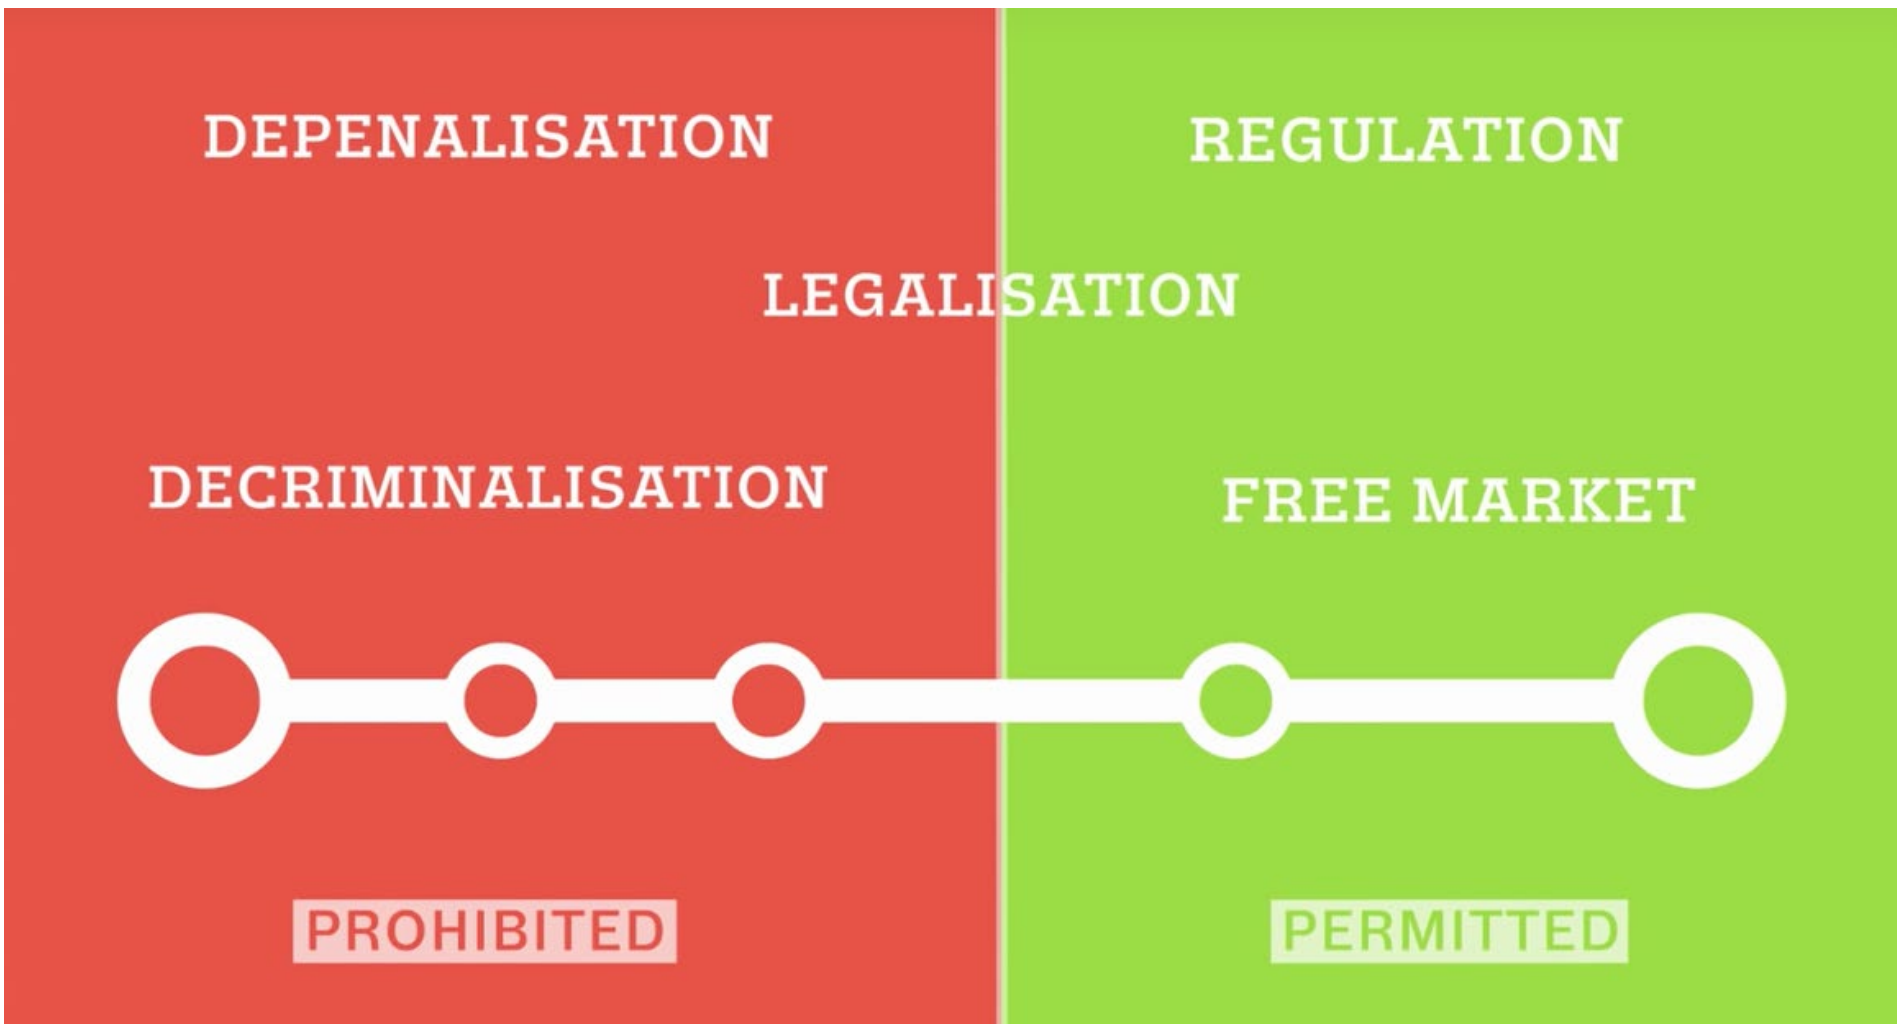 DEPENALISATION
REGULATION
LEGALISATION
DECRIMINALISATION
FREE MARKET
PROHIBITED
PERMITTED